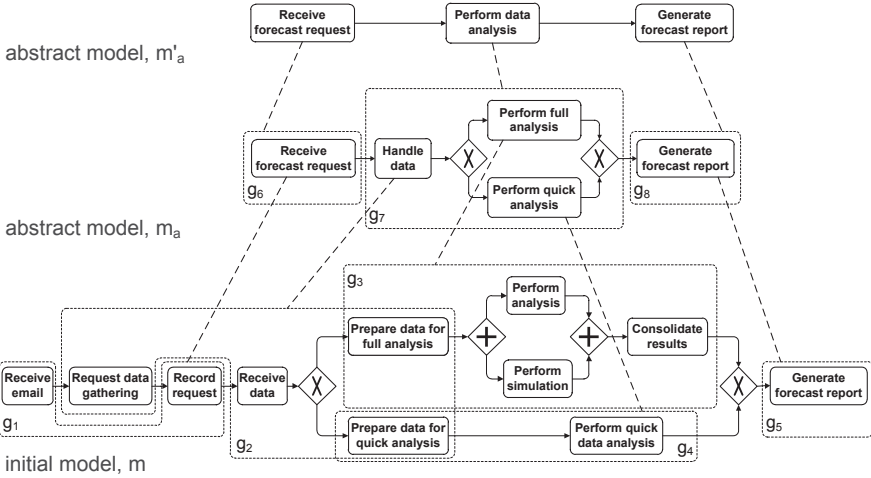 Receive
forecast request
Perform data
analysis
Generate
forecast report
abstract model, m'a
Perform full
analysis
Receive
forecast request
Handle
data
X
X
Generate
forecast report
g6
Perform quick
analysis
g8
g7
abstract model, ma
g3
Perform
analysis
Prepare data for
full analysis
+
+
Consolidate
results
Receive
email
Request data
gathering
Record
request
Receive
data
X
Perform
simulation
X
Generate
forecast report
g1
g2
Prepare data for
quick analysis
Perform quick
data analysis
g4
g5
initial model, m